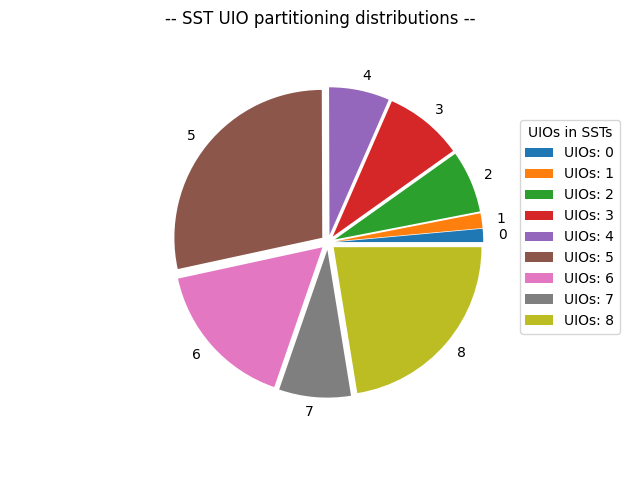 -- SST UIO partitioning distributions --
4
3
5
2
1
0
6
8
7
UIOs in SSTs
UIOs: 0
UIOs: 1
UIOs: 2
UIOs: 3
UIOs: 4
UIOs: 5
UIOs: 6
UIOs: 7
UIOs: 8